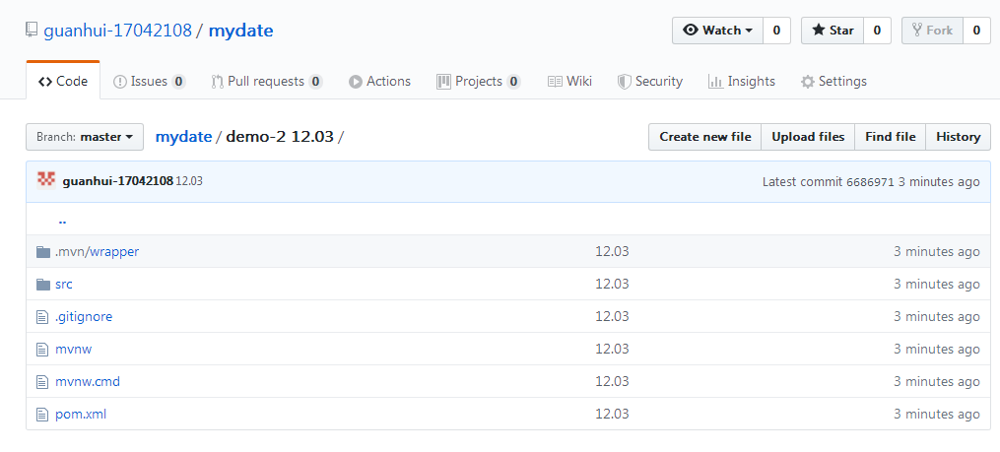 guanhui-17042108 / mydate Watch 0 Star 0 Fork 0
Code Issues 0 Pull requests 0 Actions Projects 0 Wiki Security Insights Settings
Branch: master mydate / demo-2 12.03 / Create new file Upload files Find file History
guanhui-17042108 12.03 Latest commit 6686971 3 minutes ago
..
.mvn/wrapper 12.03 3 minutes ago
src 12.03 3 minutes ago
.gitignore 12.03 3 minutes ago
mvnw 12.03 3 minutes ago
mvnw.cmd 12.03 3 minutes ago
pom.xml 12.03 3 minutes ago